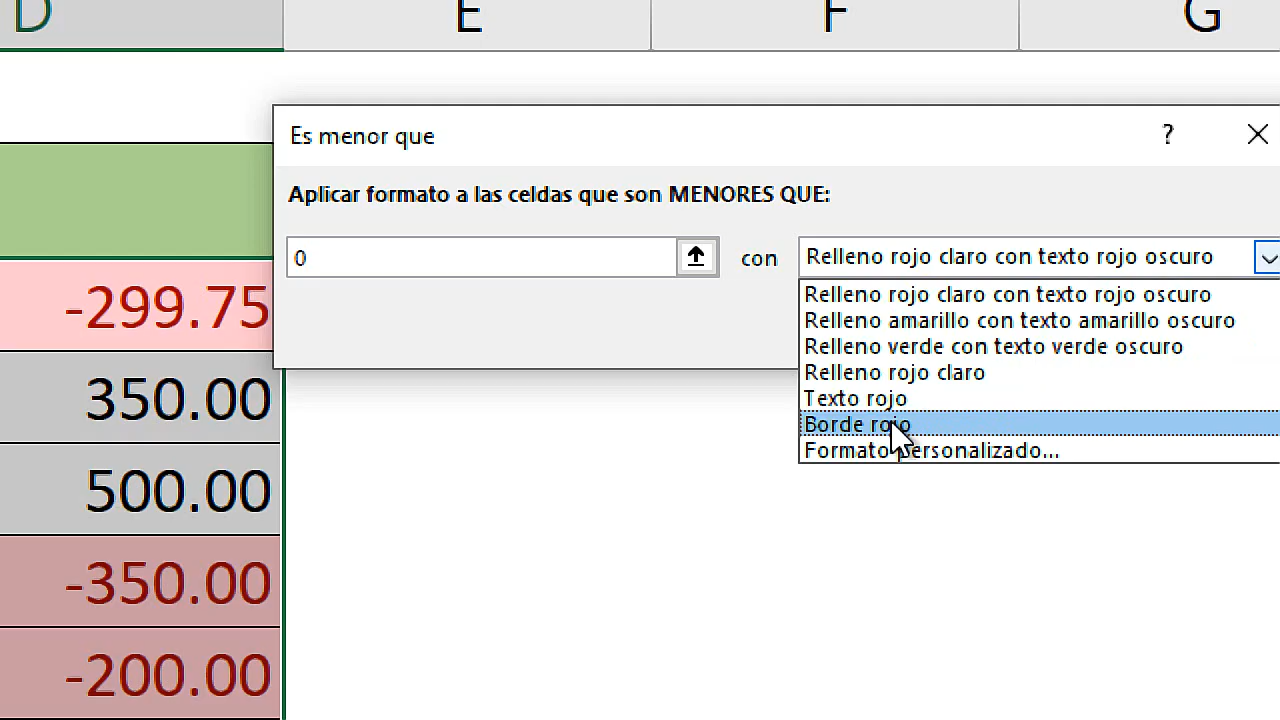 D E F G
Es menor que ?
Aplicar formato a las celdas que son MENORES QUE:
0 con Relleno rojo claro con texto rojo oscuro
Relleno rojo claro con texto rojo oscuro
Relleno amarillo con texto amarillo oscuro
Relleno verde con texto verde oscuro
Relleno rojo claro
Texto rojo
Borde rojo
Formato personalizado...
-299.75
350.00
500.00
-350.00
-200.00